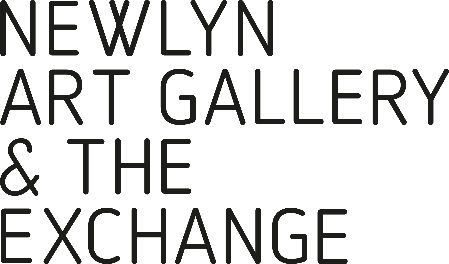 NEWLYN
ART GALLERY
& THE
EXCHANGE